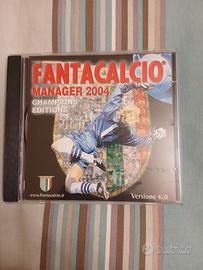 FANTACALCIO®
MANAGER 2004
CHAMPIONS
EDITIONS
www.Fantacalcio.it
Versione 6.0
subito